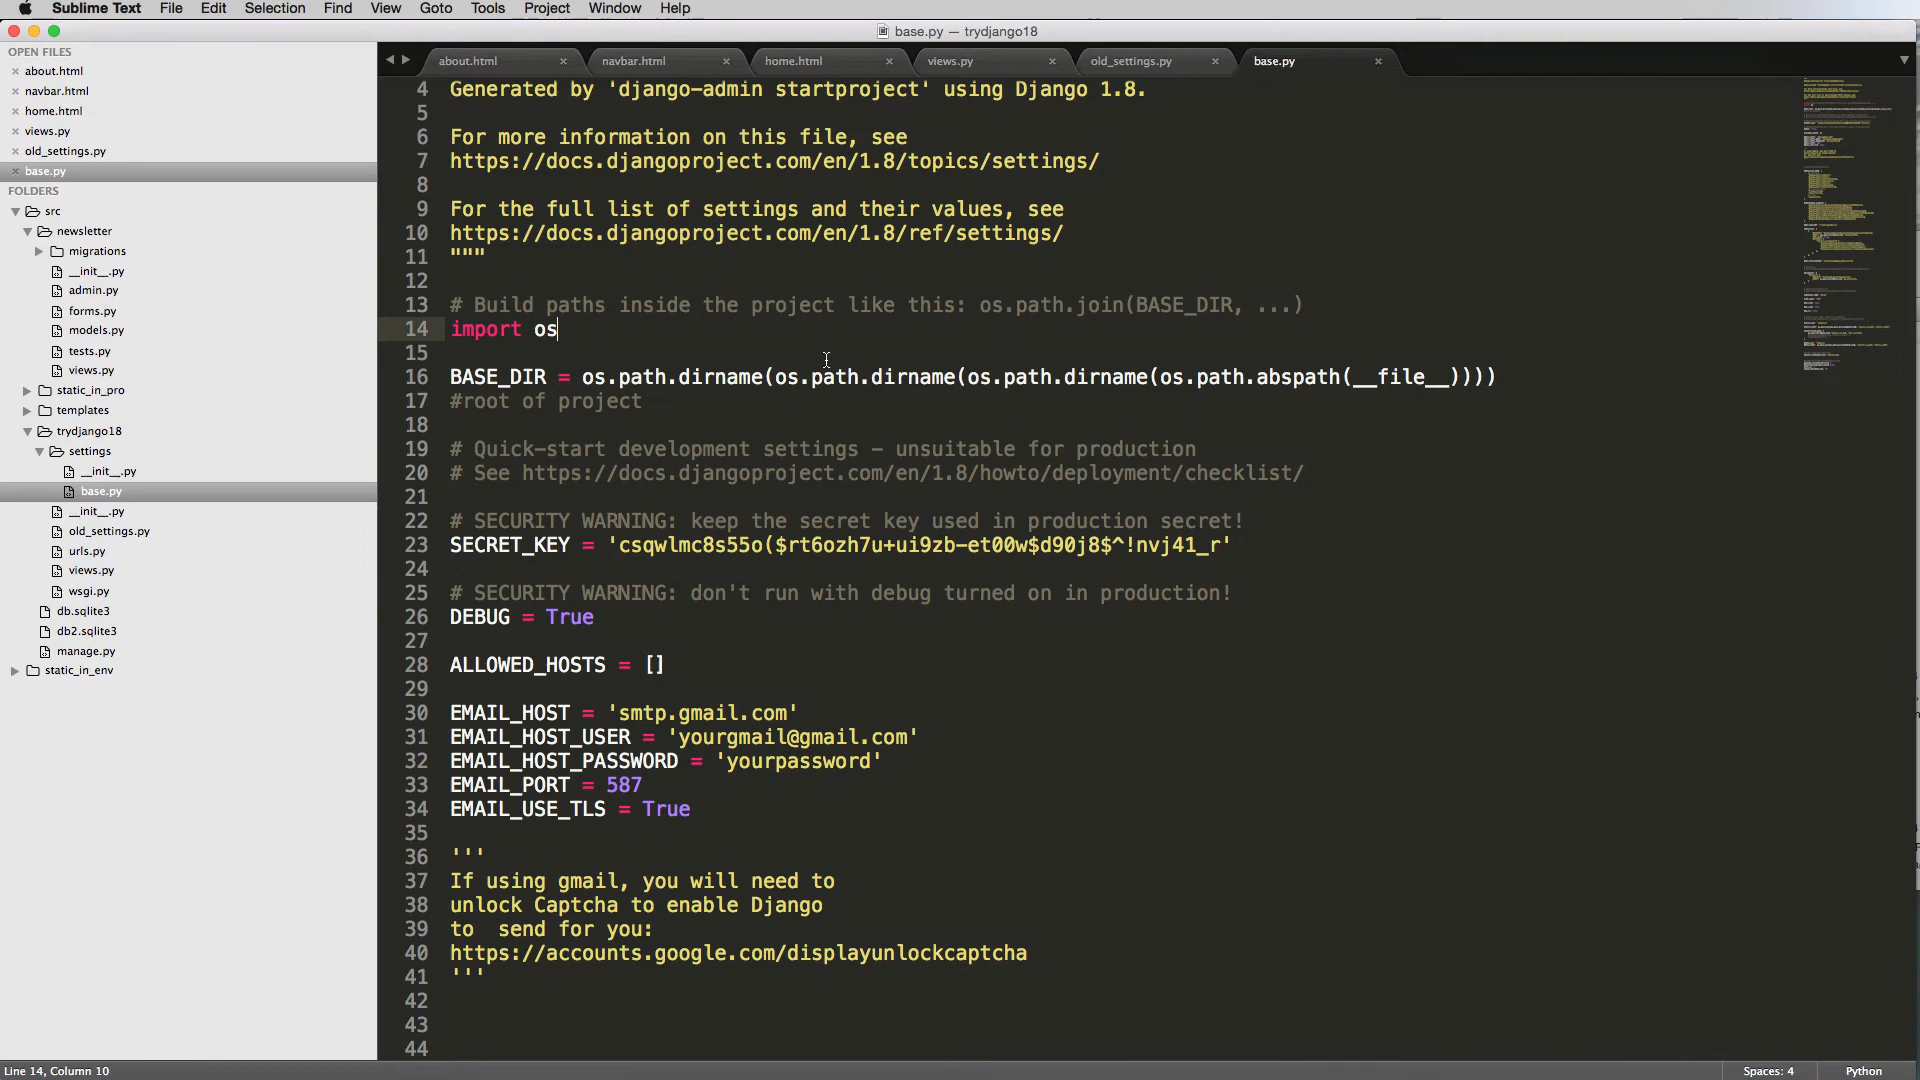 Sublime Text File Edit Selection Find View Goto Tools Project Window Help
base.py — trydjango18
OPEN FILES
about.html
navbar.html
home.html
views.py
old_settings.py
base.py
FOLDERS
src
newsletter
migrations
__init__.py
admin.py
forms.py
models.py
tests.py
views.py
static_in_pro
templates
trydjango18
settings
__init__.py
base.py
__init__.py
old_settings.py
urls.py
views.py
wsgi.py
db.sqlite3
db2.sqlite3
manage.py
static_in_env
about.html navbar.html home.html views.py old_settings.py base.py
4 Generated by 'django-admin startproject' using Django 1.8.
5
6 For more information on this file, see
7 https://docs.djangoproject.com/en/1.8/topics/settings/
8
9 For the full list of settings and their values, see
10 https://docs.djangoproject.com/en/1.8/ref/settings/
11 """
12
13 # Build paths inside the project like this: os.path.join(BASE_DIR, ...)
14 import os
15
16 BASE_DIR = os.path.dirname(os.path.dirname(os.path.dirname(os.path.abspath(__file__))))
17 #root of project
18
19 # Quick-start development settings - unsuitable for production
20 # See https://docs.djangoproject.com/en/1.8/howto/deployment/checklist/
21
22 # SECURITY WARNING: keep the secret key used in production secret!
23 SECRET_KEY = 'csqwlmc8s55o($rt6ozh7u+ui9zb-et00w$d90j8$^!nvj41_r'
24
25 # SECURITY WARNING: don't run with debug turned on in production!
26 DEBUG = True
27
28 ALLOWED_HOSTS = []
29
30 EMAIL_HOST = 'smtp.gmail.com'
31 EMAIL_HOST_USER = 'yourgmail@gmail.com'
32 EMAIL_HOST_PASSWORD = 'yourpassword'
33 EMAIL_PORT = 587
34 EMAIL_USE_TLS = True
35
36 '''
37 If using gmail, you will need to
38 unlock Captcha to enable Django
39 to  send for you:
40 https://accounts.google.com/displayunlockcaptcha
41 '''
42
43
44
Line 14, Column 10 Spaces: 4 Python